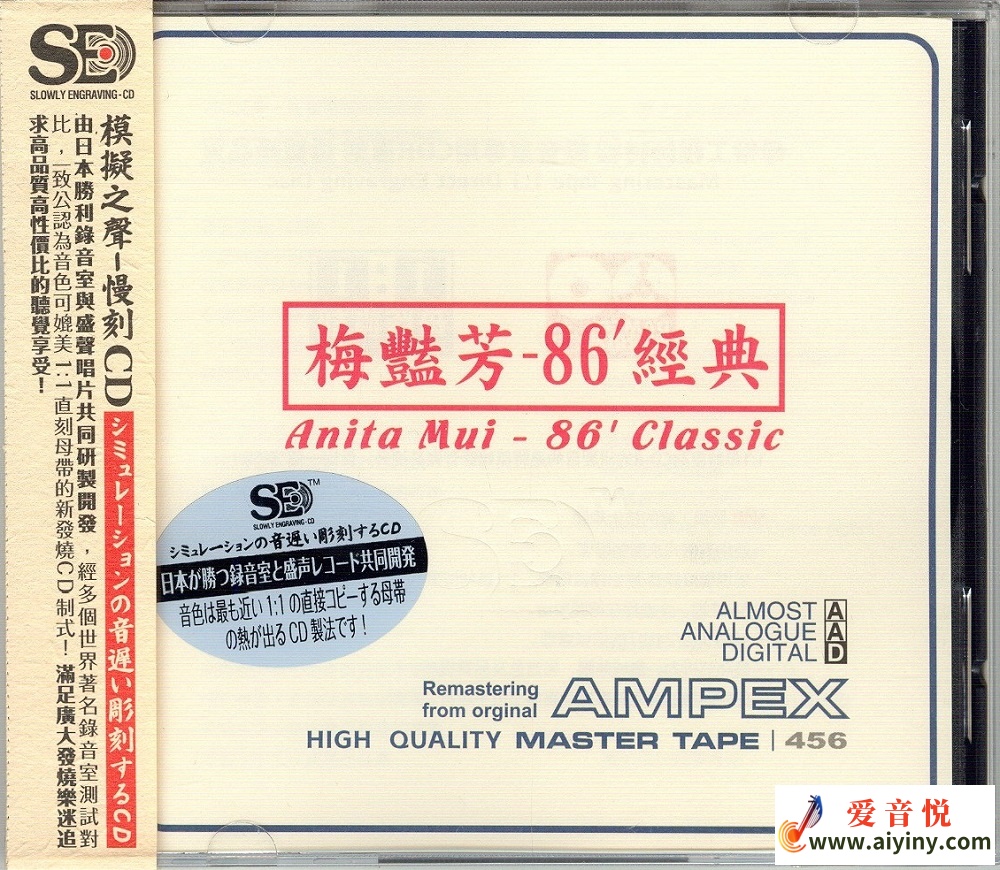 SE
SLOWLY ENGRAVING-CD
模擬之聲-慢刻CD
シミュレーションの音遅い彫刻するCD
由日本勝利錄音室與盛聲唱片共同研製開發，經多個世界著名錄音室測試對
比，一致公認為音色可媲美1:1直刻母帶的新發燒CD制式！滿足廣大發燒樂迷追
求高品質高性價比的聽覺享受！
梅艷芳-86'經典
Anita Mui - 86' Classic
SE TM
SLOWLY ENGRAVING-CD
シミュレーションの音遅い彫刻するCD
日本が勝つ録音室と盛声レコード共同開発
音色は最も近い1:1の直接コピーする母帯
の熱が出るCD製法です！
ALMOST A
ANALOGUE A
DIGITAL D
Remastering
from orginal AMPEX
HIGH QUALITY MASTER TAPE | 456
爱音悦
www.aiyiny.com